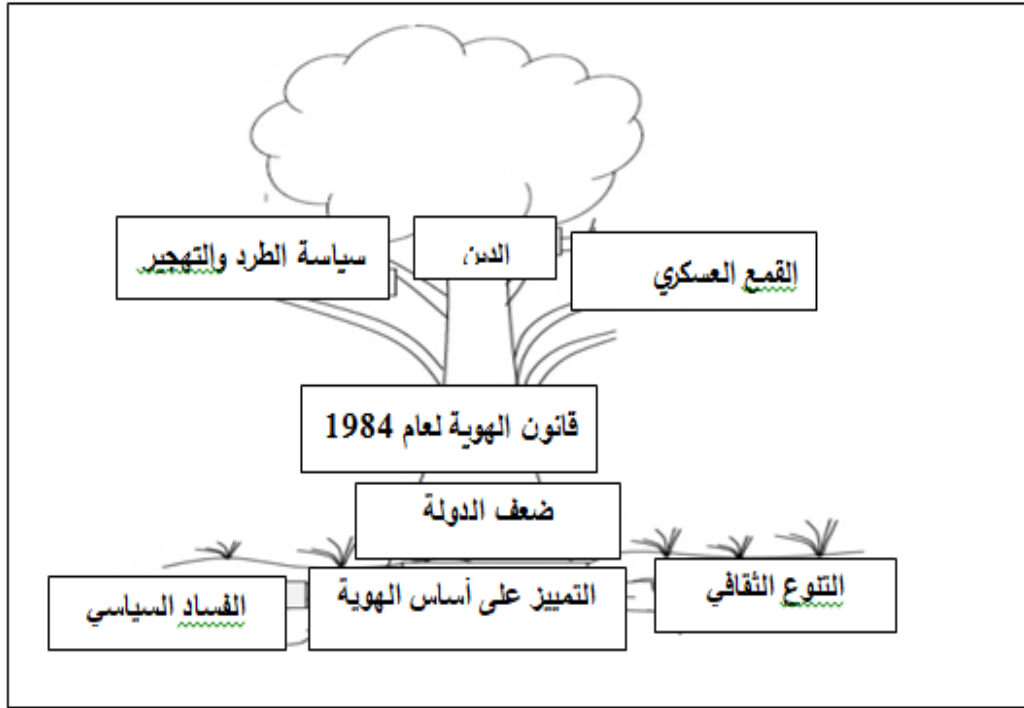 القمع العسكري
الدين
سياسة الطرد والتهجير
قانون الهوية لعام 1984
ضعف الدولة
التنوع الثقافي
التمييز على أساس الهوية
الفساد السياسي